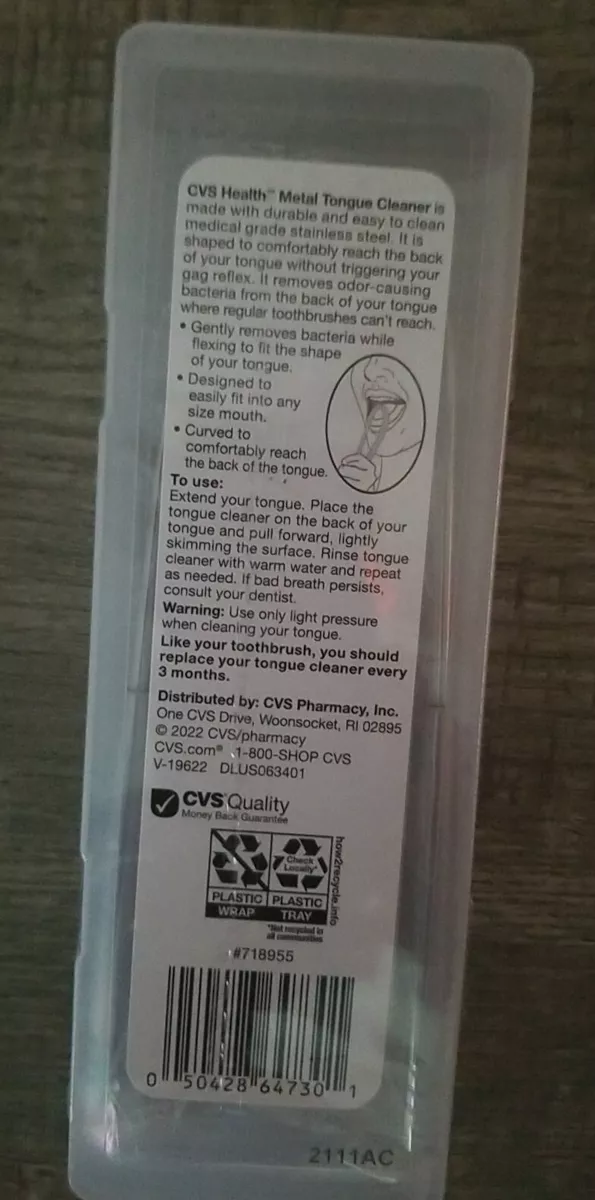 CVS Health™ Metal Tongue Cleaner is
made with durable and easy to clean
medical grade stainless steel. It is
shaped to comfortably reach the back
of your tongue without triggering your
gag reflex. It removes odor-causing
bacteria from the back of your tongue
where regular toothbrushes can't reach.
• Gently removes bacteria while
flexing to fit the shape
of your tongue.
• Designed to
easily fit into any
size mouth.
• Curved to
comfortably reach
the back of the tongue.
To use:
Extend your tongue. Place the
tongue cleaner on the back of your
tongue and pull forward, lightly
skimming the surface. Rinse tongue
cleaner with warm water and repeat
as needed. If bad breath persists,
consult your dentist.
Warning: Use only light pressure
when cleaning your tongue.
Like your toothbrush, you should
replace your tongue cleaner every
3 months.
Distributed by: CVS Pharmacy, Inc.
One CVS Drive, Woonsocket, RI 02895
© 2022 CVS/pharmacy
CVS.com® 1-800-SHOP CVS
V-19622 DLUS063401
CVS Quality
Money Back Guarantee
Check
Locally*
PLASTIC PLASTIC
WRAP TRAY
*Not recycled in
all communities
how2recycle.info
#718955
0 50428 64730 1
2111AC